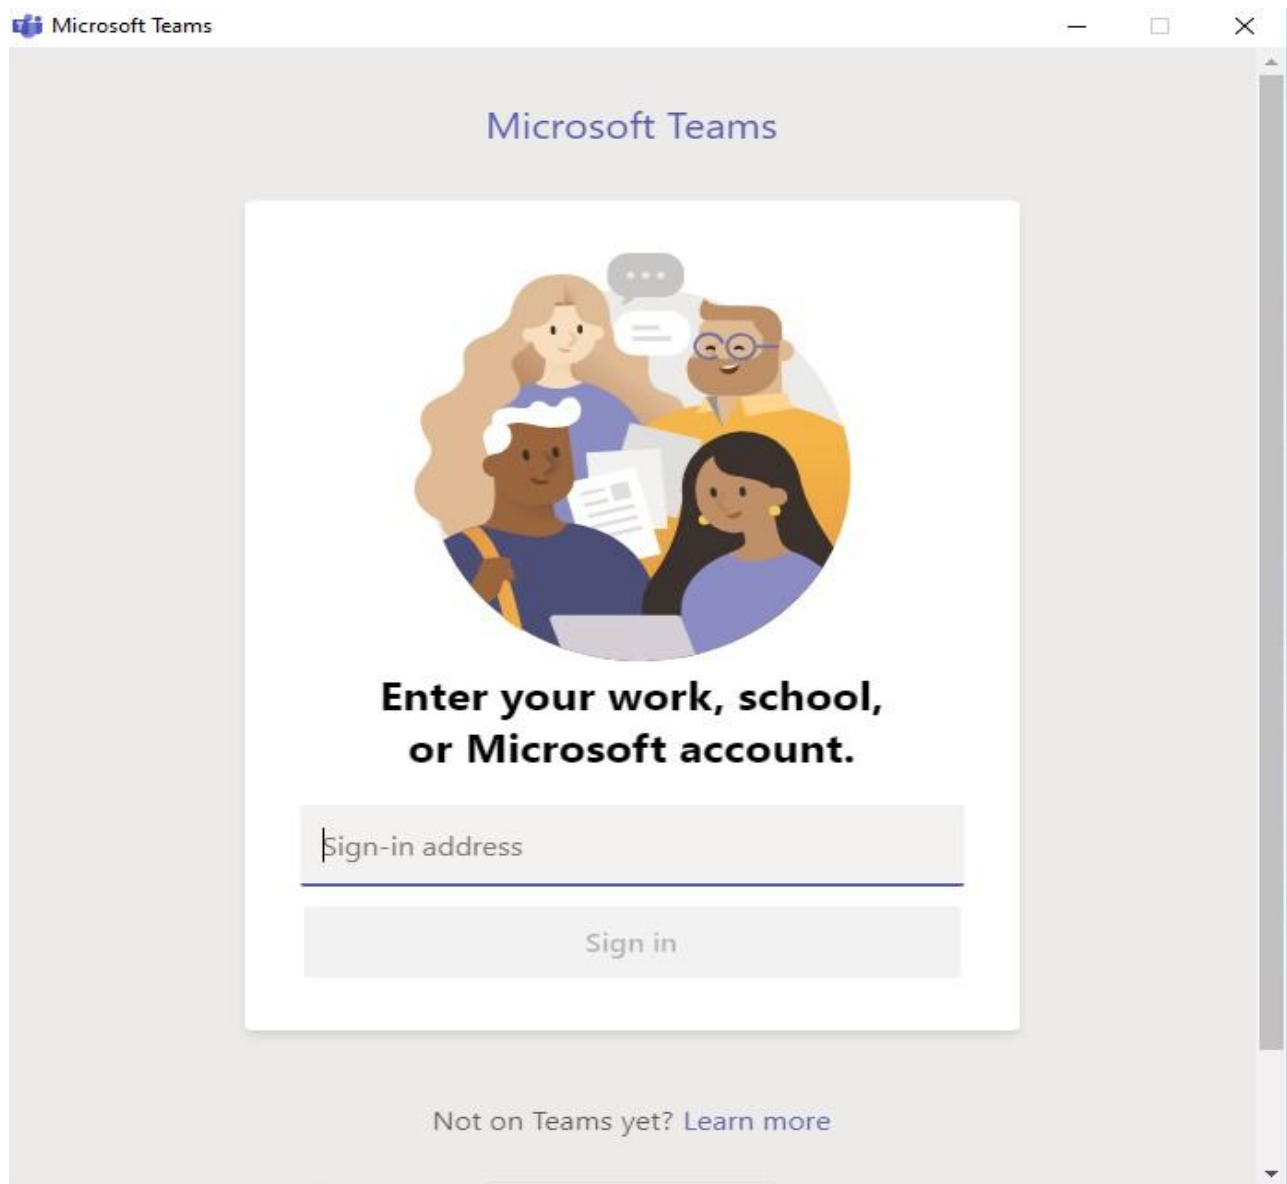 Microsoft Teams
Microsoft Teams
Enter your work, school,
or Microsoft account.
Sign-in address
Sign in
Not on Teams yet? Learn more